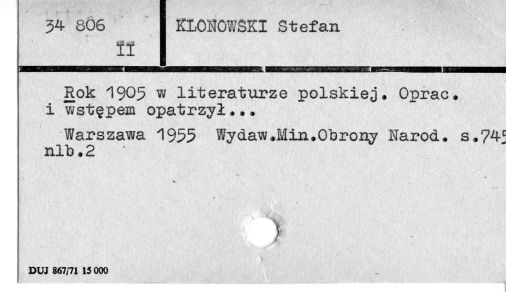 34 806
II
KLONOWSKI Stefan
Rok 1905 w literaturze polskiej. Oprac.
i wstępem opatrzył...
Warszawa 1955 Wydaw.Min.Obrony Narod. s.745
nlb.2
DUJ 867/71 15 000